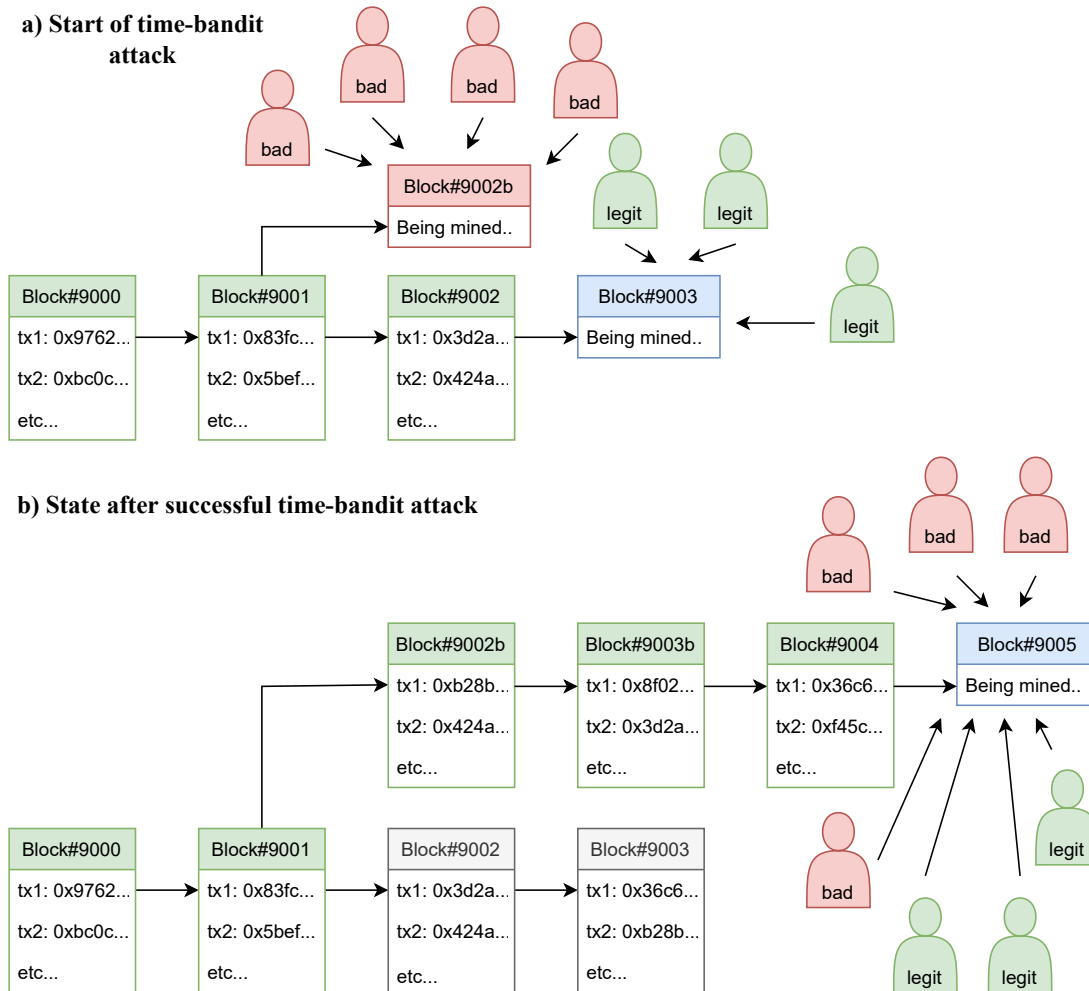 a) Start of time-bandit
attack
bad
bad
bad
bad
Block#9002b
Being mined..
legit
legit
legit
Block#9000
tx1: 0x9762...
tx2: 0xbc0c...
etc...
Block#9001
tx1: 0x83fc...
tx2: 0x5bef...
etc...
Block#9002
tx1: 0x3d2a...
tx2: 0x424a...
etc...
Block#9003
Being mined..
b) State after successful time-bandit attack
bad
bad
bad
Block#9002b
tx1: 0xb28b...
tx2: 0x424a...
etc...
Block#9003b
tx1: 0x8f02...
tx2: 0x3d2a...
etc...
Block#9004
tx1: 0x36c6...
tx2: 0xf45c...
etc...
Block#9005
Being mined..
Block#9000
tx1: 0x9762...
tx2: 0xbc0c...
etc...
Block#9001
tx1: 0x83fc...
tx2: 0x5bef...
etc...
Block#9002
tx1: 0x3d2a...
tx2: 0x424a...
etc...
Block#9003
tx1: 0x36c6...
tx2: 0xb28b...
etc...
bad
legit
legit
legit